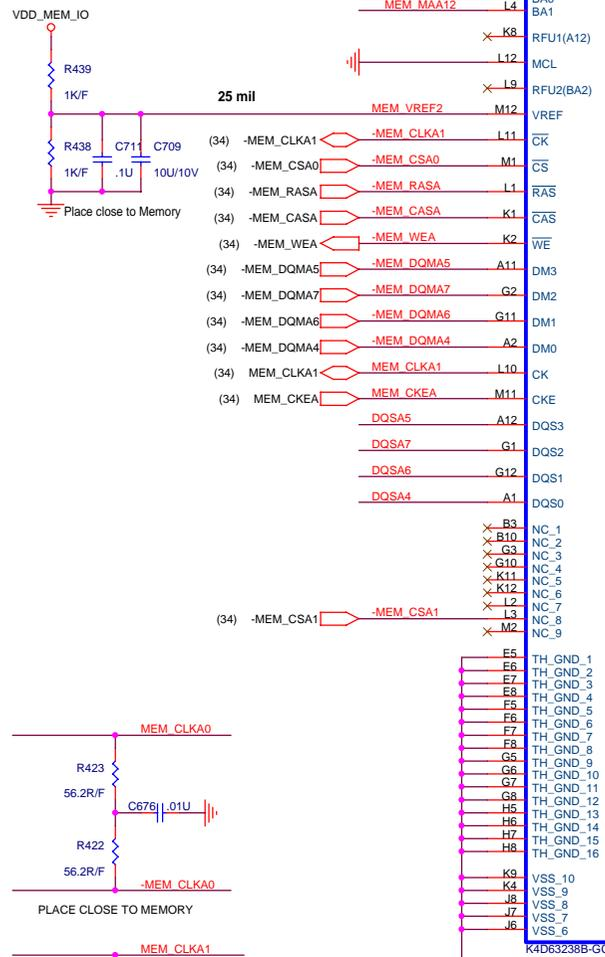 MEM_MAA12 L4 BA1
VDD_MEM_IO
K8 RFU1(A12)
R439
1K/F
L12 MCL
L9 RFU2(BA2)
25 mil
MEM_VREF2 M12 VREF
R438
1K/F
C711
.1U
C709
10U/10V
Place close to Memory
(34) -MEM_CLKA1 -MEM_CLKA1 L11 CK
(34) -MEM_CSA0 -MEM_CSA0 M1 CS
(34) -MEM_RASA -MEM_RASA L1 RAS
(34) -MEM_CASA -MEM_CASA K1 CAS
(34) -MEM_WEA -MEM_WEA K2 WE
(34) -MEM_DQMA5 -MEM_DQMA5 A11 DM3
(34) -MEM_DQMA7 -MEM_DQMA7 G2 DM2
(34) -MEM_DQMA6 -MEM_DQMA6 G11 DM1
(34) -MEM_DQMA4 -MEM_DQMA4 A2 DM0
(34) MEM_CLKA1 MEM_CLKA1 L10 CK
(34) MEM_CKEA MEM_CKEA M11 CKE
DQSA5 A12 DQS3
DQSA7 G1 DQS2
DQSA6 G12 DQS1
DQSA4 A1 DQS0
B3 NC_1
B10 NC_2
G3 NC_3
G10 NC_4
K11 NC_5
K12 NC_6
L2 NC_7
(34) -MEM_CSA1 -MEM_CSA1 L3 NC_8
M2 NC_9
E5 TH_GND_1
E6 TH_GND_2
E7 TH_GND_3
E8 TH_GND_4
F5 TH_GND_5
F6 TH_GND_6
F7 TH_GND_7
F8 TH_GND_8
G5 TH_GND_9
G6 TH_GND_10
G7 TH_GND_11
G8 TH_GND_12
H5 TH_GND_13
H6 TH_GND_14
H7 TH_GND_15
H8 TH_GND_16
K9 VSS_10
K4 VSS_9
J8 VSS_8
J7 VSS_7
J6 VSS_6
MEM_CLKA0
R423
56.2R/F
C676 .01U
R422
56.2R/F
-MEM_CLKA0
PLACE CLOSE TO MEMORY
MEM_CLKA1
K4D63238B-GC